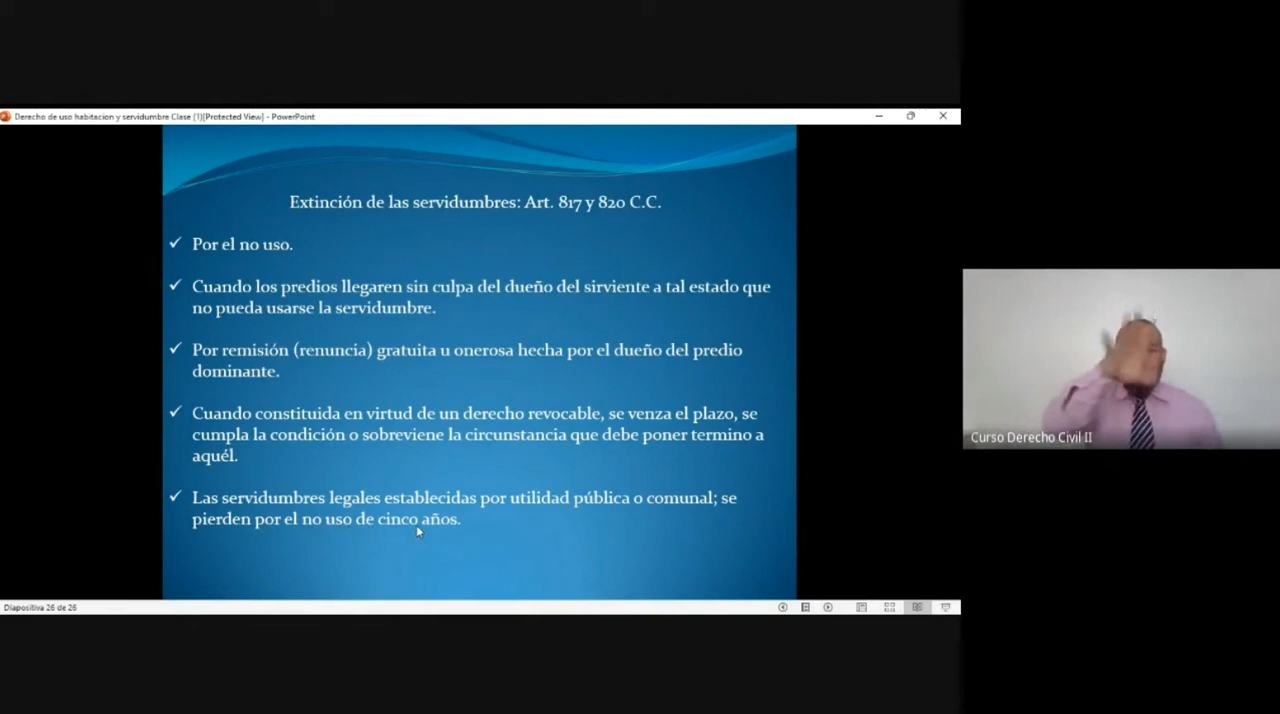 Derecho de uso habitacion y servidumbre Clase (1)[Protected View] - PowerPoint
Extinción de las servidumbres: Art. 817 y 820 C.C.
✓ Por el no uso.
✓ Cuando los predios llegaren sin culpa del dueño del sirviente a tal estado que
no pueda usarse la servidumbre.
✓ Por remisión (renuncia) gratuita u onerosa hecha por el dueño del predio
dominante.
✓ Cuando constituida en virtud de un derecho revocable, se venza el plazo, se
cumpla la condición o sobreviene la circunstancia que debe poner termino a
aquél.
✓ Las servidumbres legales establecidas por utilidad pública o comunal; se
pierden por el no uso de cinco años.
Curso Derecho Civil II
Diapositiva 26 de 26